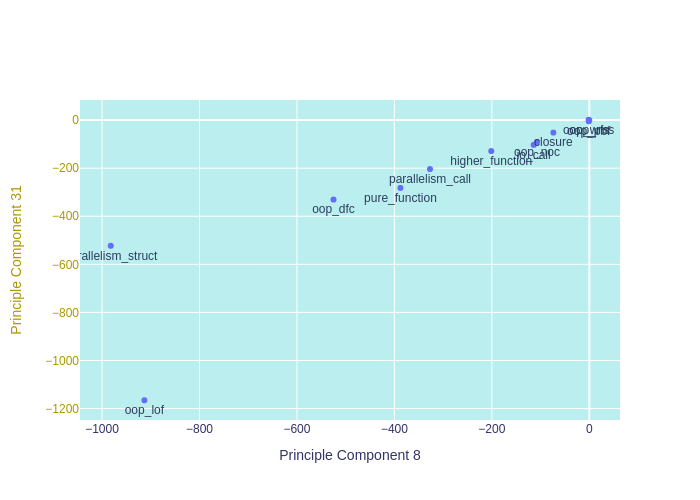 0
−200
−400
−600
−800
−1000
−1200
Principle Component 31
closure
oop_noc
higher_function
parallelism_call
pure_function
oop_dfc
allelism_struct
oop_lof
−1000
−800
−600
−400
−200
0
Principle Component 8